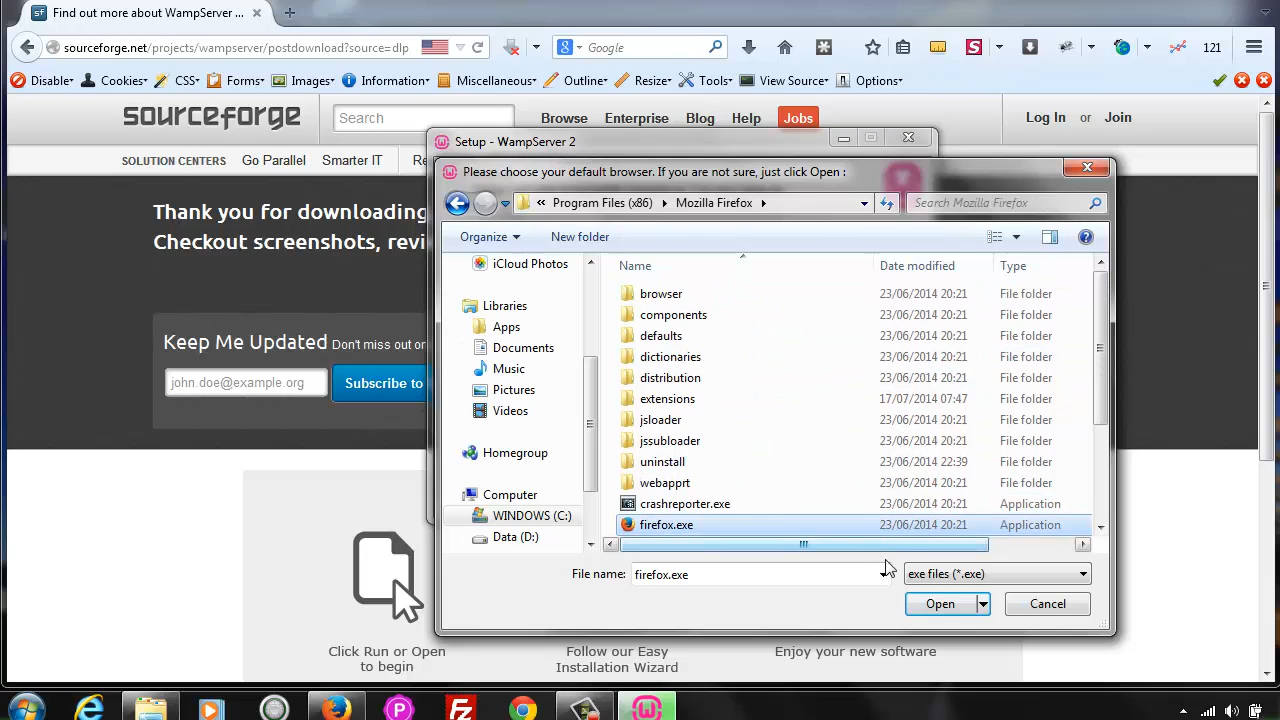 Find out more about WampServer ...
sourceforge.net/projects/wampserver/postdownload?source=dlp
Google
121
Disable
Cookies
CSS
Forms
Images
Information
Miscellaneous
Outline
Resize
Tools
View Source
Options
sourceforge
Search
Browse
Enterprise
Blog
Help
Jobs
Log In or Join
SOLUTION CENTERS
Go Parallel
Smarter IT
Re
Setup - WampServer 2
Thank you for downloading
Checkout screenshots, revi
Keep Me Updated Don't miss out on
john.doe@example.org
Subscribe to
Please choose your default browser. If you are not sure, just click Open :
« Program Files (x86)
Mozilla Firefox
Search Mozilla Firefox
Organize
New folder
iCloud Photos
Libraries
Apps
Documents
Music
Pictures
Videos
Homegroup
Computer
WINDOWS (C:)
Data (D:)
Name Date modified Type
browser 23/06/2014 20:21 File folder
components 23/06/2014 20:21 File folder
defaults 23/06/2014 20:21 File folder
dictionaries 23/06/2014 20:21 File folder
distribution 23/06/2014 20:21 File folder
extensions 17/07/2014 07:47 File folder
jsloader 23/06/2014 20:21 File folder
jssubloader 23/06/2014 20:21 File folder
uninstall 23/06/2014 22:39 File folder
webapprt 23/06/2014 20:21 File folder
crashreporter.exe 23/06/2014 20:21 Application
firefox.exe 23/06/2014 20:21 Application
File name: firefox.exe
exe files (*.exe)
Open
Cancel
Click Run or Open
to begin
Follow our Easy
Installation Wizard
Enjoy your new software